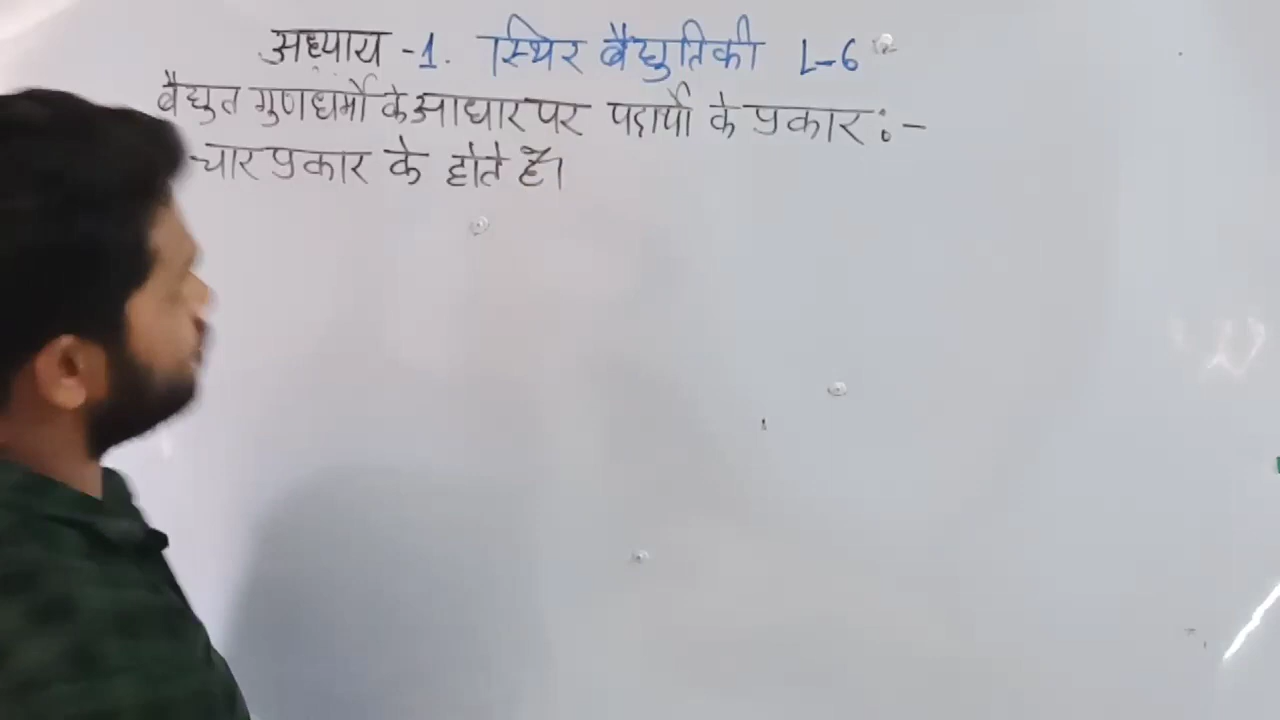 अध्याय -1. स्थिर वैद्युतिकी L-6
वैद्युत गुणधर्मों के आधार पर पदार्थों के प्रकार :-
चार प्रकार के होते हैं।